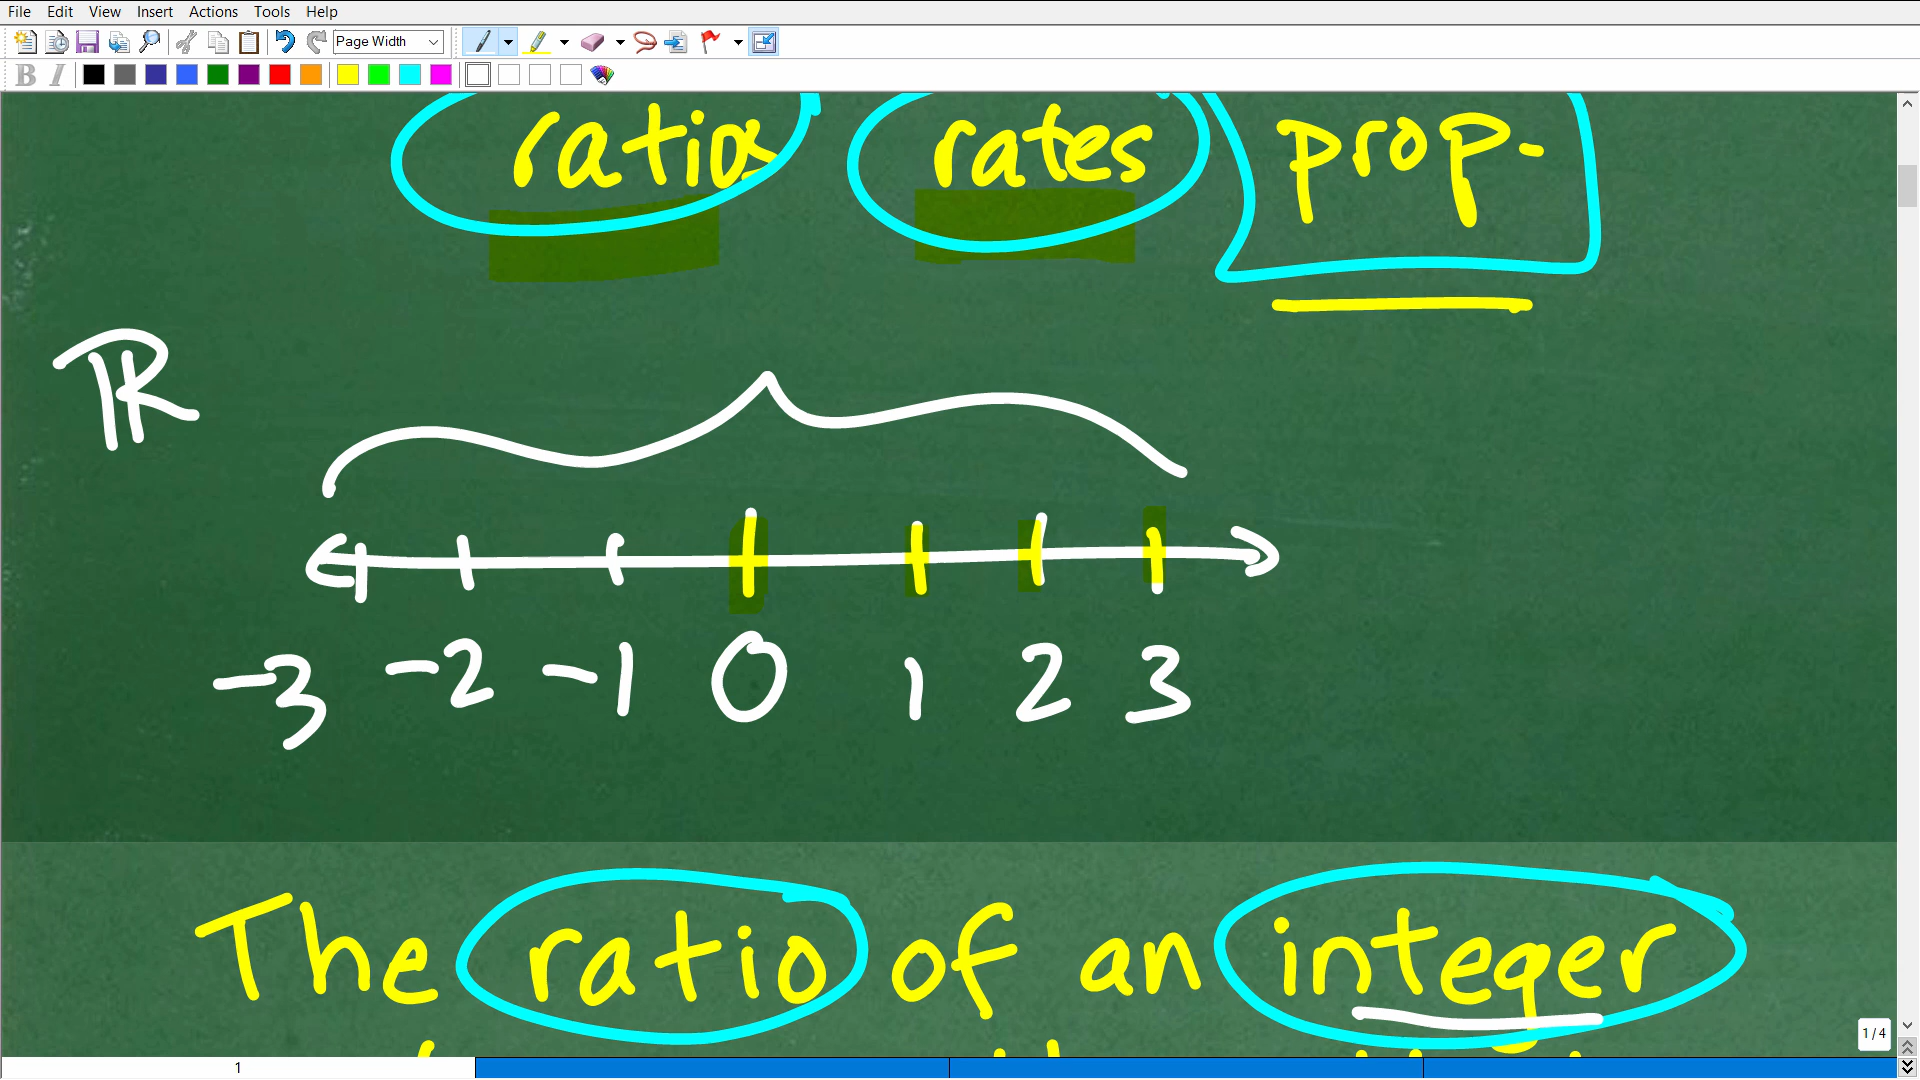 File Edit View Insert Actions Tools Help
Page Width
B I
ratios rates prop.
ℝ
-3 -2 -1 0 1 2 3
The ratio of an integer
1 / 4
1